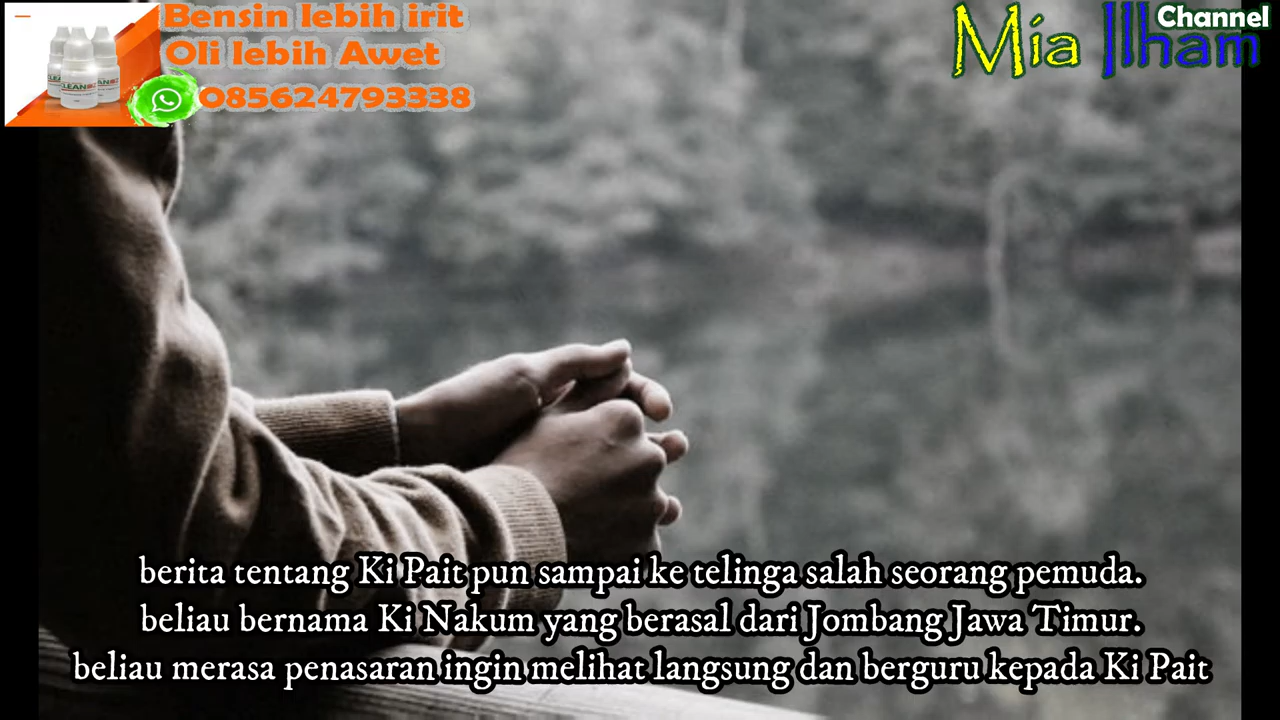 Bensin lebih irit
Oli lebih Awet
085624793338
Mia Ilham
Channel
berita tentang Ki Pait pun sampai ke telinga salah seorang pemuda.
beliau bernama Ki Nakum yang berasal dari Jombang Jawa Timur.
beliau merasa penasaran ingin melihat langsung dan berguru kepada Ki Pait